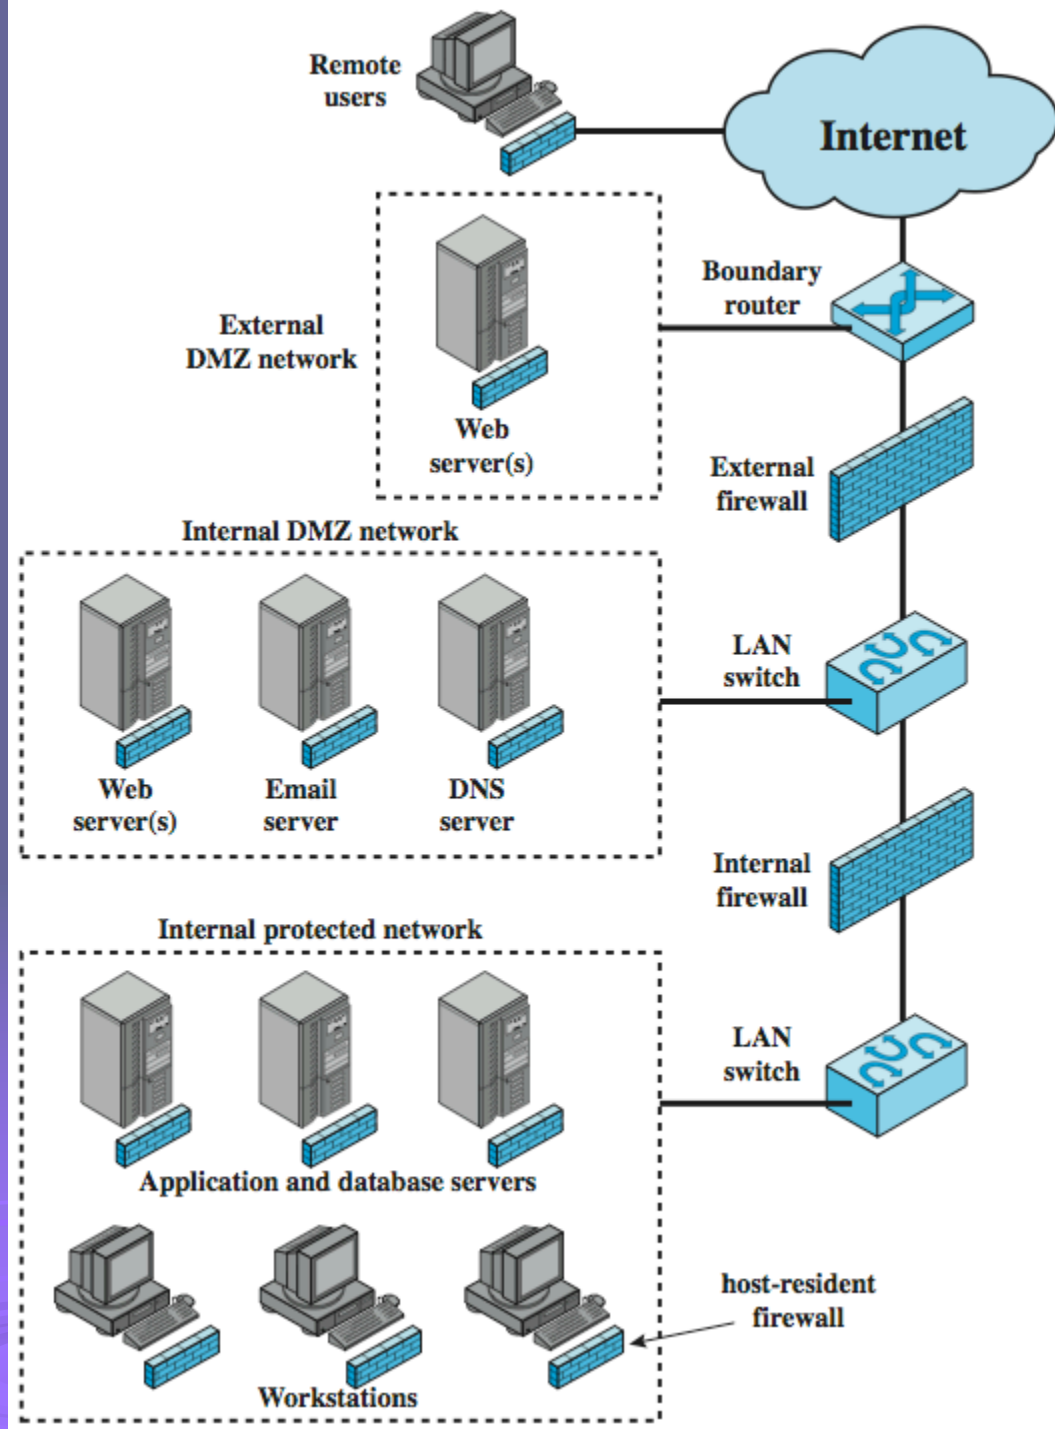 Remote
users
Internet
Boundary
router
External
DMZ network
Web
server(s)
External
firewall
Internal DMZ network
LAN
switch
Web
server(s)
Email
server
DNS
server
Internal
firewall
Internal protected network
LAN
switch
Application and database servers
host-resident
firewall
Workstations